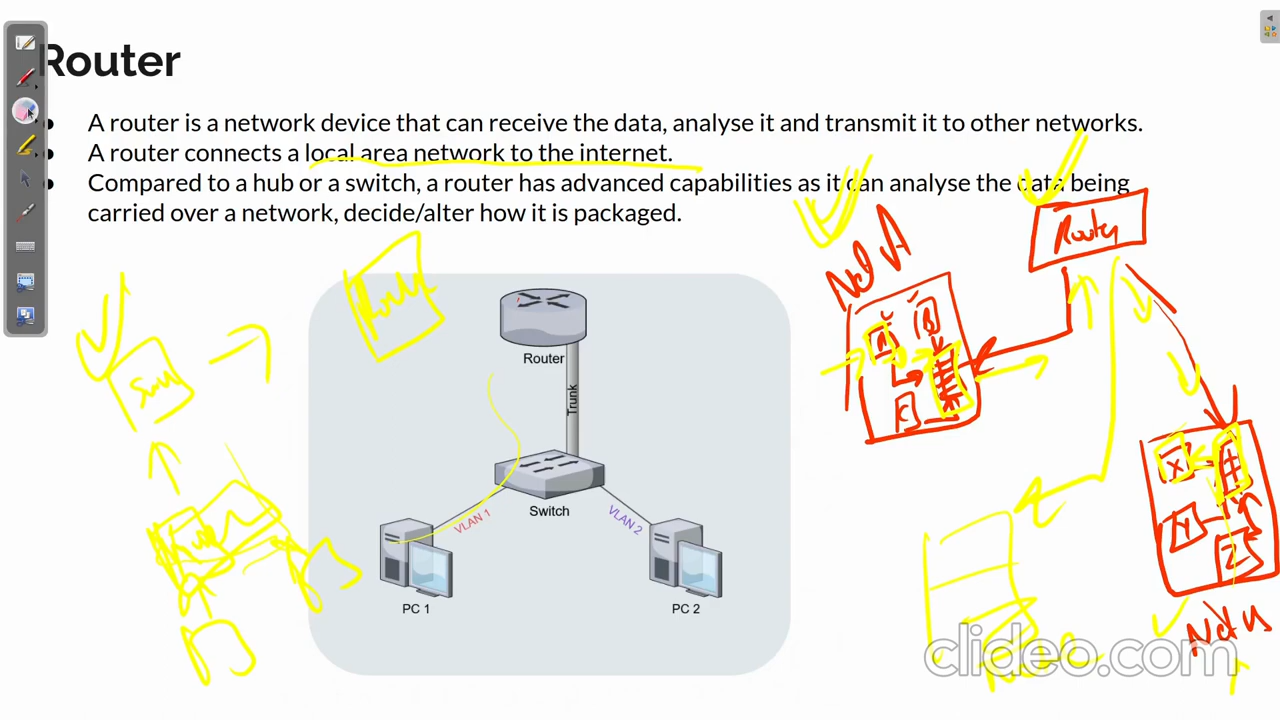 Router
A router is a network device that can receive the data, analyse it and transmit it to other networks.
A router connects a local area network to the internet.
Compared to a hub or a switch, a router has advanced capabilities as it can analyse the data being
carried over a network, decide/alter how it is packaged.
Router
Net A
A
B
C
Router
Trunk
Switch
VLAN 1
VLAN 2
PC 1
PC 2
X
Y
Z
clideo.com